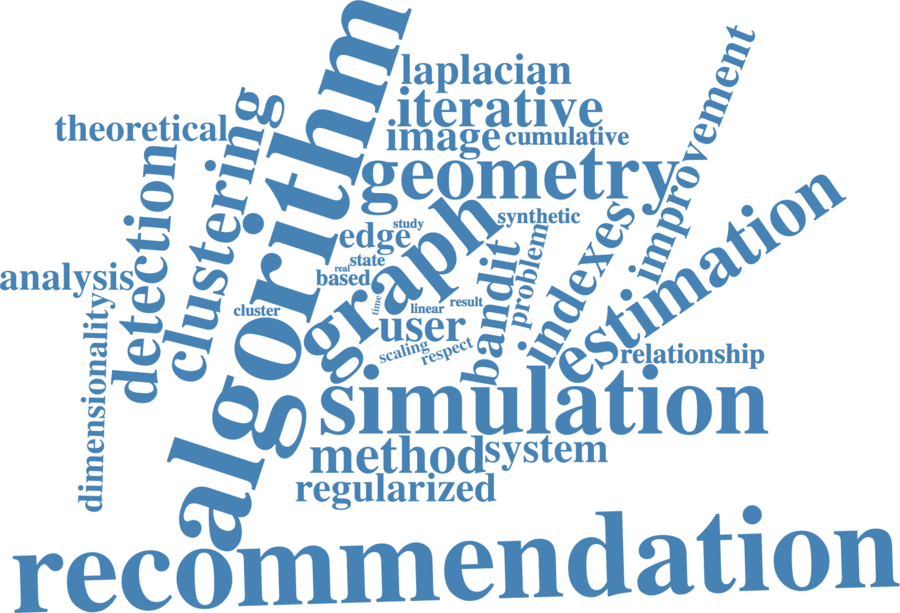 algorithm
laplacian
iterative
image
cumulative
theoretical
clustering
detection
geometry
improvement
synthetic
study
edge
graph
state
real
based
analysis
dimensionality
cluster
time
linear
result
user
scaling
respect
bandit
problem
indexes
estimation
relationship
simulation
method
system
regularized
recommendation